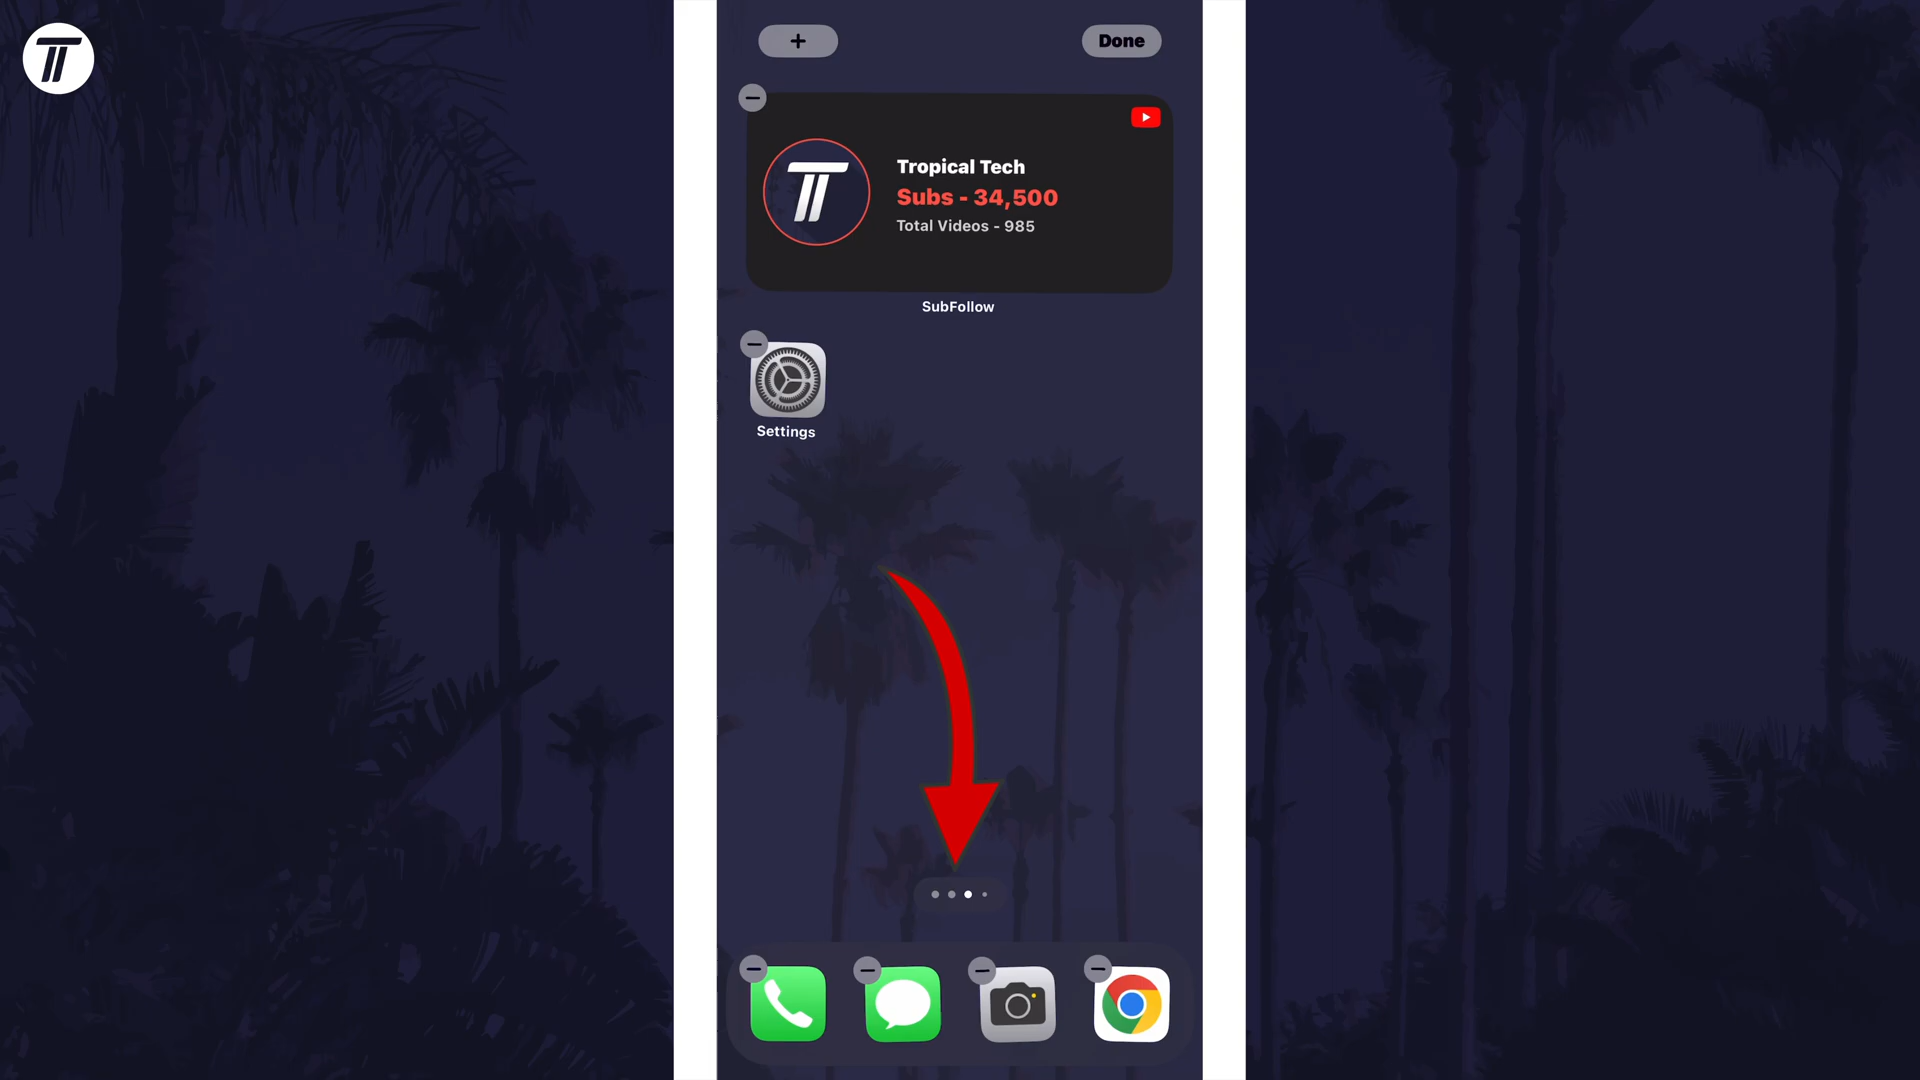 Done
Tropical Tech
Subs - 34,500
Total Videos - 985
SubFollow
Settings